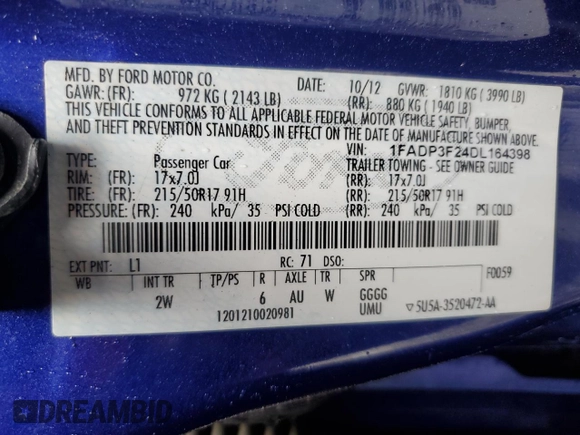 MFD. BY FORD MOTOR CO.
DATE: 10/12 GVWR: 1810 KG ( 3990 LB)
GAWR: (FR): 972 KG ( 2143 LB) (RR): 880 KG ( 1940 LB)
THIS VEHICLE CONFORMS TO ALL APPLICABLE FEDERAL MOTOR VEHICLE SAFETY, BUMPER,
AND THEFT PREVENTION STANDARDS IN EFFECT ON THE DATE OF MANUFACTURE SHOWN ABOVE.
VIN: 1FADP3F24DL164398
TYPE: Passenger Car TRAILER TOWING - SEE OWNER GUIDE
RIM: (FR) 17x7.0J (RR): 17x7.0J
TIRE: (FR) 215/50R17 91H (RR): 215/50R17 91H
PRESSURE: (FR) 240 kPa/ 35 PSI COLD (RR): 240 kPa/ 35 PSI COLD
EXT PNT: L1 RC: 71 DSO: F0059
WB INT TR TP/PS R AXLE TR SPR
2W 6 AU W GGGG
UMU
1201210020981 5U5A-3520472-AA
DREAMBID